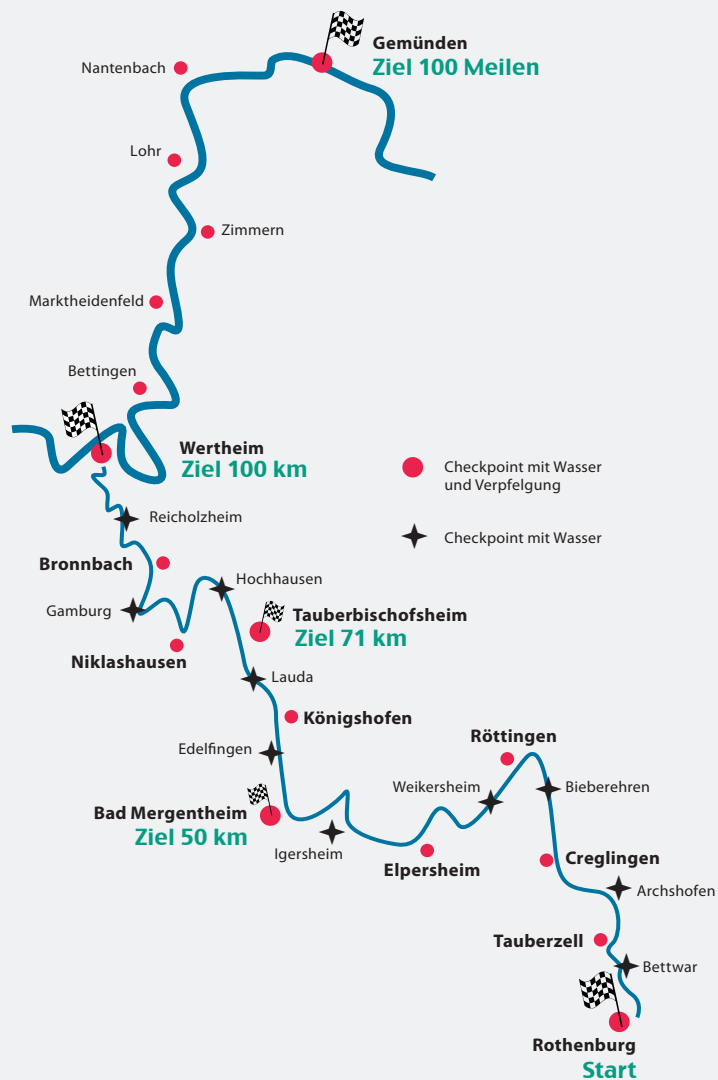 Gemünden
Ziel 100 Meilen
Nantenbach
Lohr
Zimmern
Marktheidenfeld
Bettingen
Wertheim
Ziel 100 km
Checkpoint mit Wasser
und Verpfelgung
Checkpoint mit Wasser
Reicholzheim
Bronnbach
Hochhausen
Gamburg
Tauberbischofsheim
Ziel 71 km
Niklashausen
Lauda
Königshofen
Röttingen
Edelfingen
Weikersheim
Bieberehren
Bad Mergentheim
Ziel 50 km
Igersheim
Elpersheim
Creglingen
Archshofen
Tauberzell
Bettwar
Rothenburg
Start